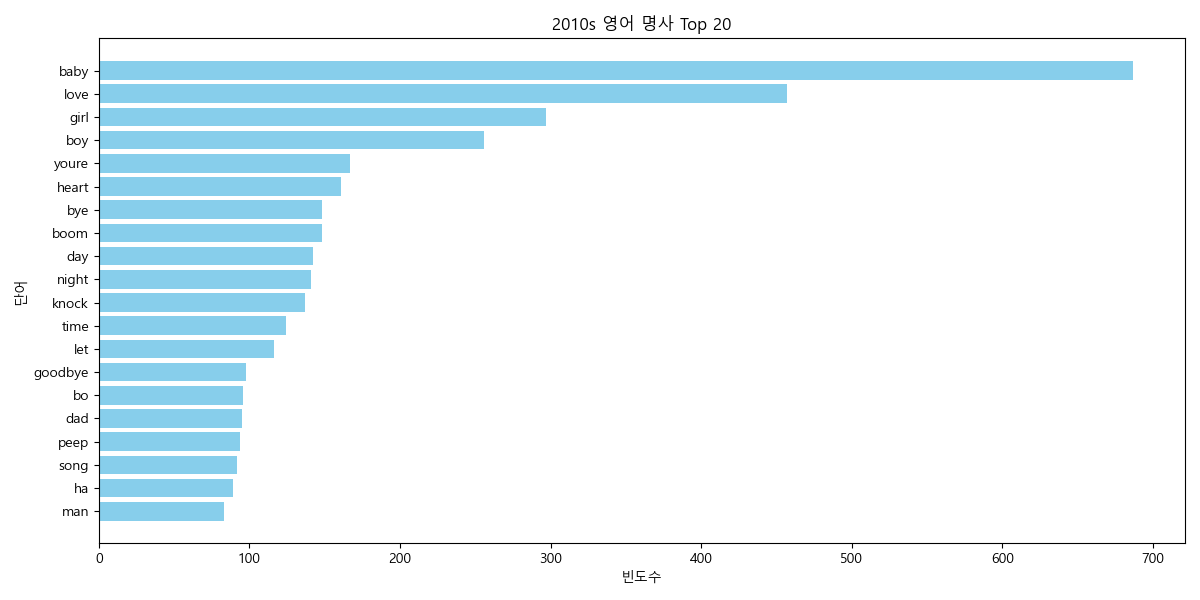 2010s 영어 명사 Top 20
단어
baby
love
girl
boy
youre
heart
bye
boom
day
night
knock
time
let
goodbye
bo
dad
peep
song
ha
man
0 100 200 300 400 500 600 700
빈도수